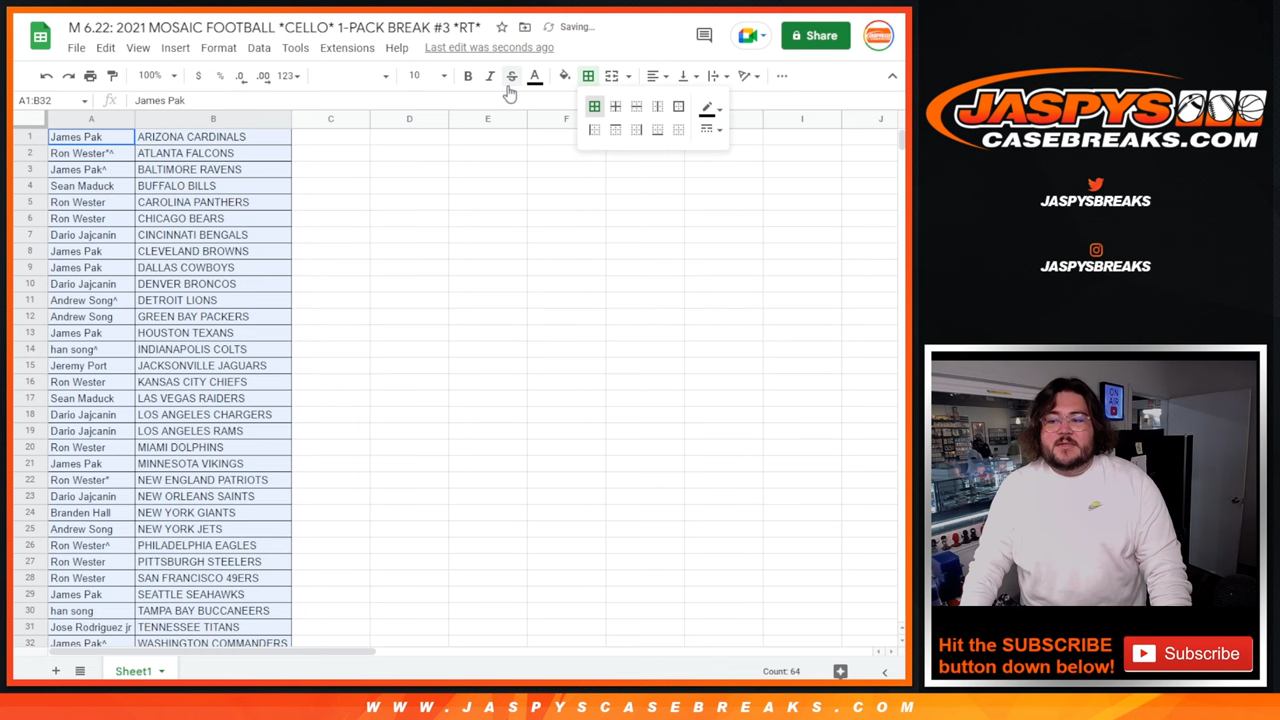 M 6.22: 2021 MOSAIC FOOTBALL *CELLO* 1-PACK BREAK #3 *RT* Saving...
File Edit View Insert Format Data Tools Extensions Help Last edit was seconds ago
Share
100% $ % .0 .00 123 10 B I S A
A1:B32 fx James Pak
A B C D E F I J
1 James Pak ARIZONA CARDINALS
2 Ron Wester*^ ATLANTA FALCONS
3 James Pak^ BALTIMORE RAVENS
4 Sean Maduck BUFFALO BILLS
5 Ron Wester CAROLINA PANTHERS
6 Ron Wester CHICAGO BEARS
7 Dario Jajcanin CINCINNATI BENGALS
8 James Pak CLEVELAND BROWNS
9 James Pak DALLAS COWBOYS
10 Dario Jajcanin DENVER BRONCOS
11 Andrew Song^ DETROIT LIONS
12 Andrew Song GREEN BAY PACKERS
13 James Pak HOUSTON TEXANS
14 han song^ INDIANAPOLIS COLTS
15 Jeremy Port JACKSONVILLE JAGUARS
16 Ron Wester KANSAS CITY CHIEFS
17 Sean Maduck LAS VEGAS RAIDERS
18 Dario Jajcanin LOS ANGELES CHARGERS
19 Dario Jajcanin LOS ANGELES RAMS
20 Ron Wester MIAMI DOLPHINS
21 James Pak MINNESOTA VIKINGS
22 Ron Wester* NEW ENGLAND PATRIOTS
23 Dario Jajcanin NEW ORLEANS SAINTS
24 Branden Hall NEW YORK GIANTS
25 Andrew Song NEW YORK JETS
26 Ron Wester^ PHILADELPHIA EAGLES
27 Ron Wester PITTSBURGH STEELERS
28 Ron Wester SAN FRANCISCO 49ERS
29 James Pak SEATTLE SEAHAWKS
30 han song TAMPA BAY BUCCANEERS
31 Jose Rodriguez jr TENNESSEE TITANS
32 James Pak^ WASHINGTON COMMANDERS
Sheet1 Count: 64
JASPYS
CASEBREAKS.COM
JASPYSBREAKS
JASPYSBREAKS
ON
AIR
Hit the SUBSCRIBE
button down below!
Subscribe
WWW.JASPYSCASEBREAKS.COM